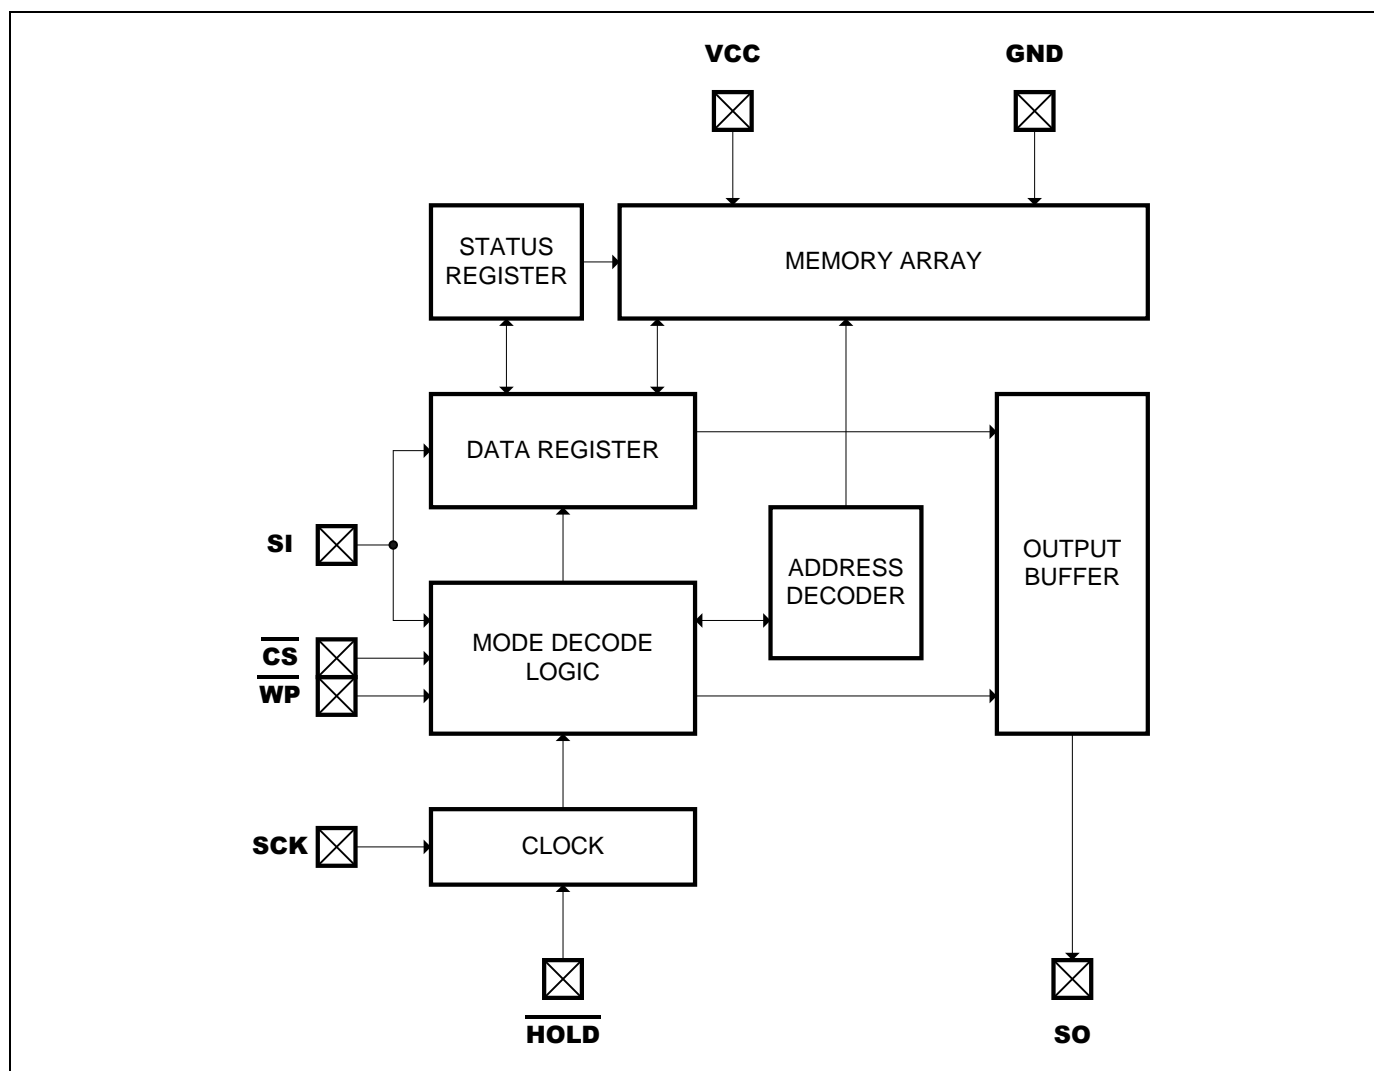 VCC
GND
STATUS
REGISTER
MEMORY ARRAY
DATA REGISTER
SI
ADDRESS
DECODER
OUTPUT
BUFFER
CS
WP
MODE DECODE
LOGIC
SCK
CLOCK
HOLD
SO